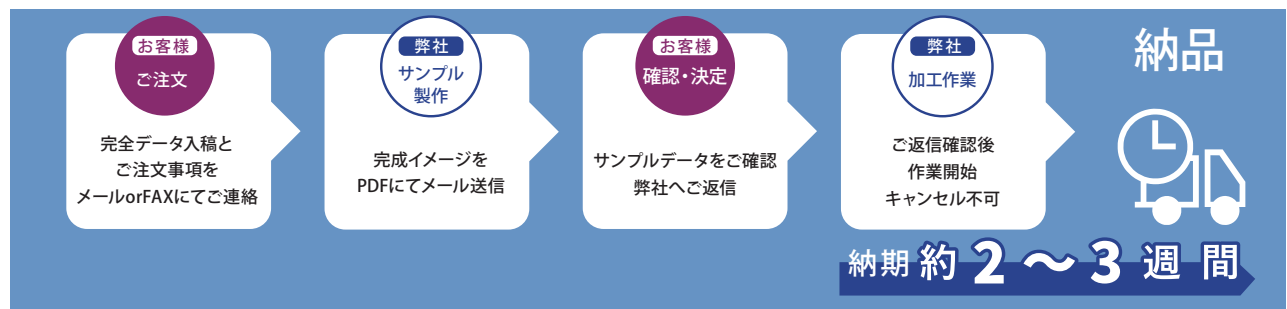 お客様
ご注文
完全データ入稿と
ご注文事項を
メールorFAXにてご連絡
弊社
サンプル
製作
完成イメージを
PDFにてメール送信
お客様
確認・決定
サンプルデータをご確認
弊社へご返信
弊社
加工作業
ご返信確認後
作業開始
キャンセル不可
納品
納期約2〜3週間